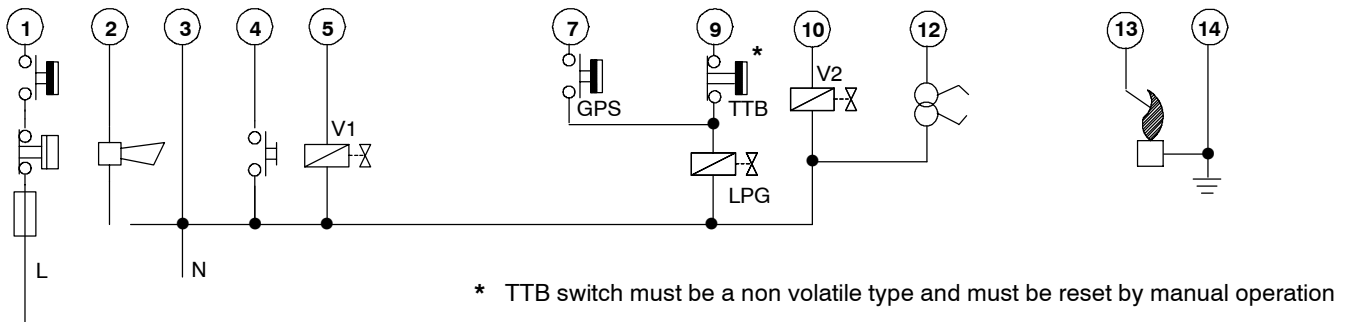 1 2 3 4 5 7 9 10 12 13 14
*
V2
GPS TTB
V1
LPG
L N
* TTB switch must be a non volatile type and must be reset by manual operation